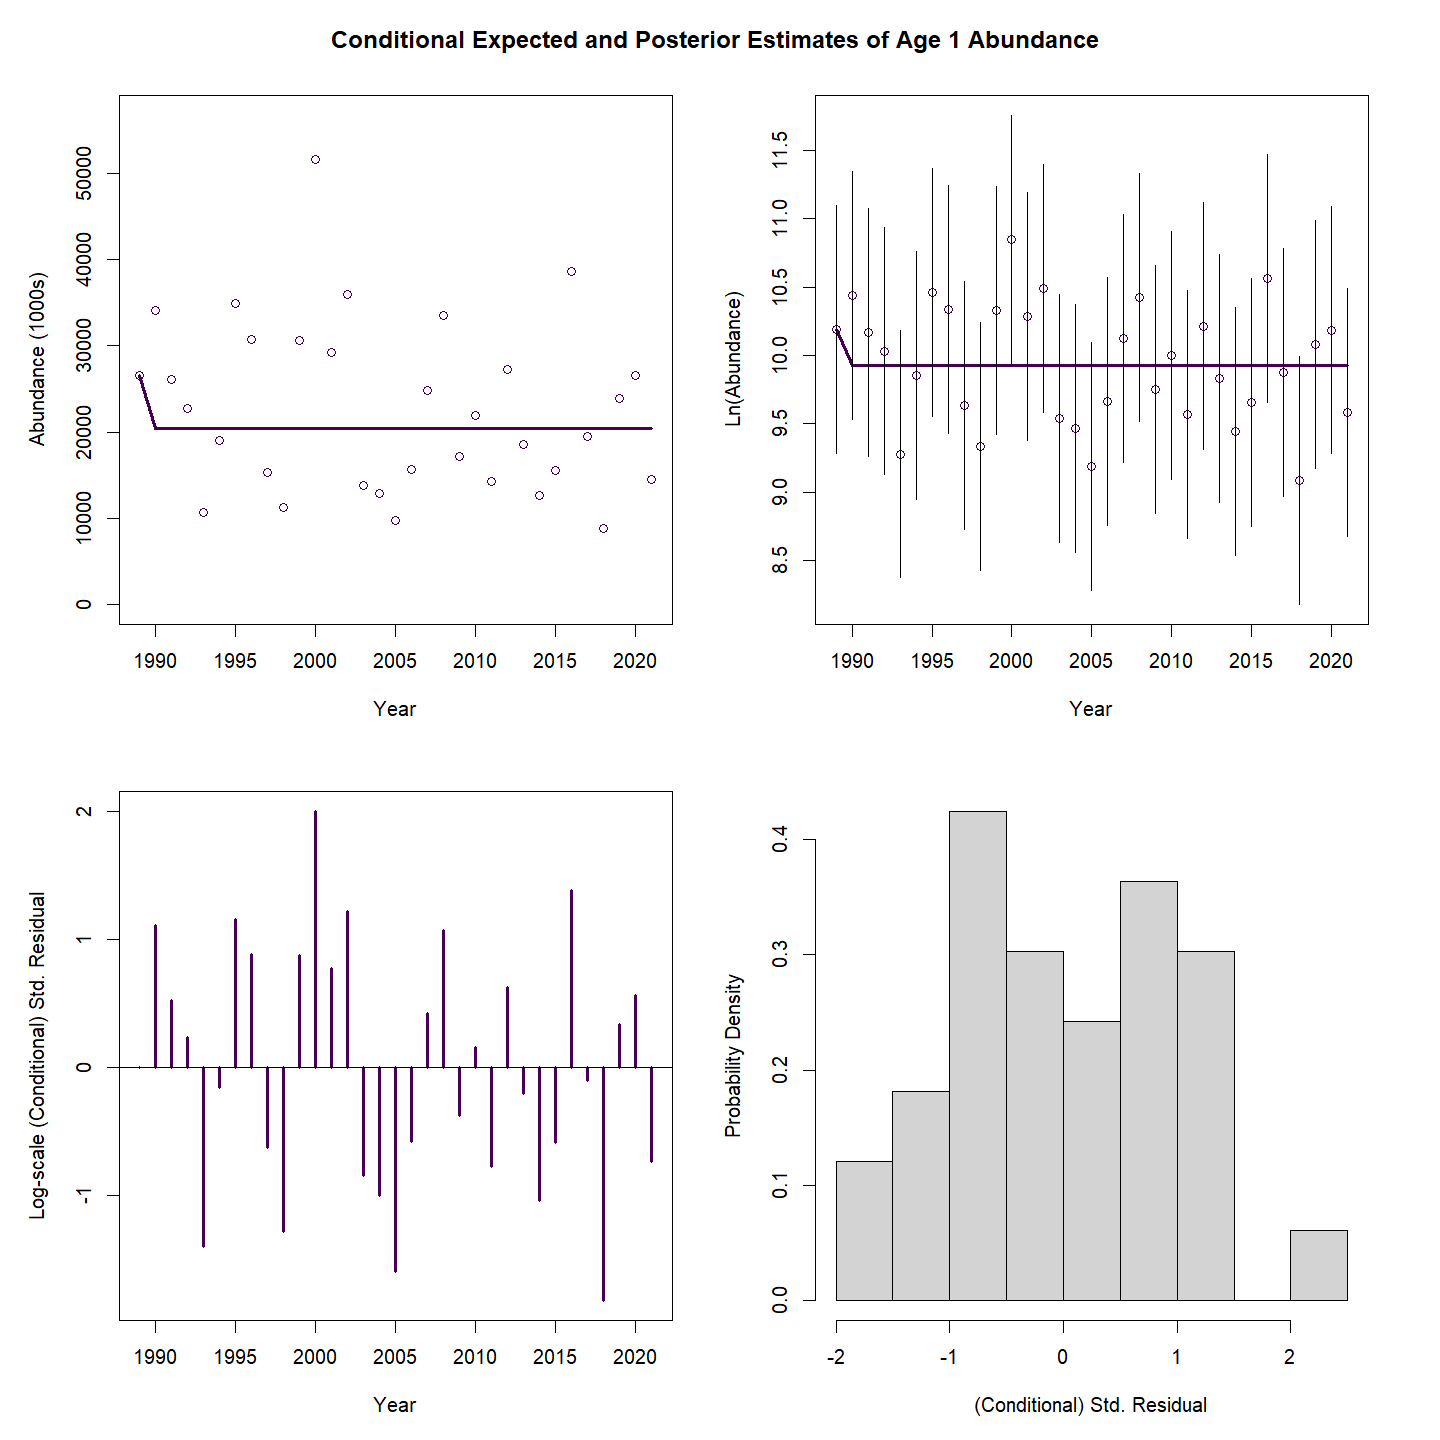 Conditional Expected and Posterior Estimates of Age 1 Abundance
Abundance (1000s)
50000
40000
30000
20000
10000
0
1990 1995 2000 2005 2010 2015 2020
Year
Ln(Abundance)
11.5
11.0
10.5
10.0
9.5
9.0
8.5
1990 1995 2000 2005 2010 2015 2020
Year
Log-scale (Conditional) Std. Residual
2
1
0
-1
1990 1995 2000 2005 2010 2015 2020
Year
Probability Density
0.4
0.3
0.2
0.1
0.0
-2 -1 0 1 2
(Conditional) Std. Residual